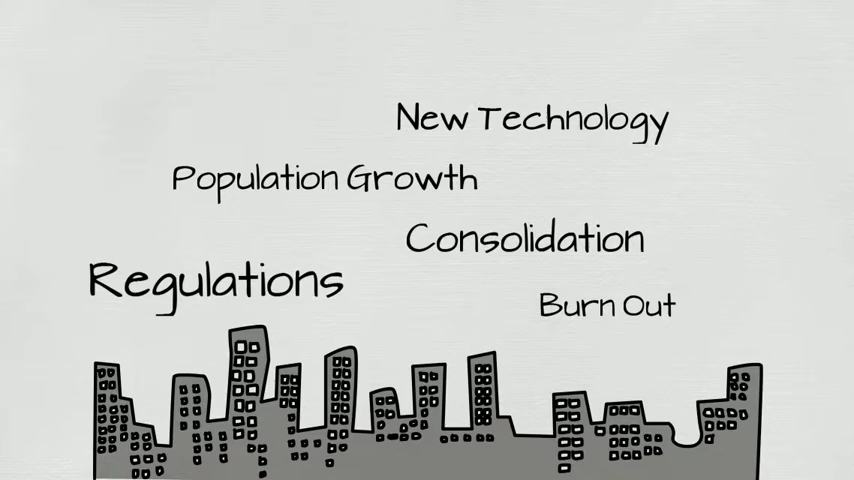 New Technology
Population Growth
Consolidation
Regulations
Burn Out